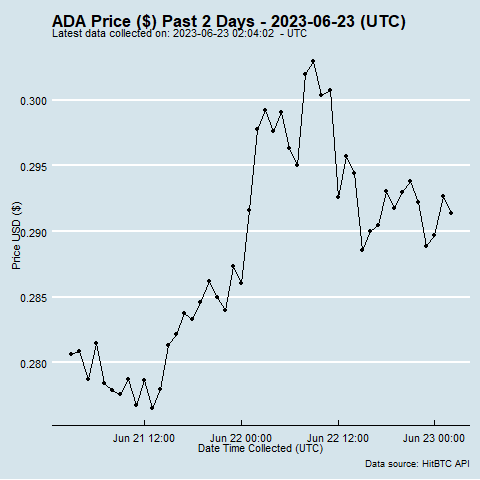 ADA Price ($) Past 2 Days - 2023-06-23 (UTC)
Latest data collected on: 2023-06-23 02:04:02 - UTC
0.300
0.295
0.290
0.285
0.280
Price USD ($)
Jun 21 12:00 Jun 22 00:00 Jun 22 12:00 Jun 23 00:00
Date Time Collected (UTC)
Data source: HitBTC API